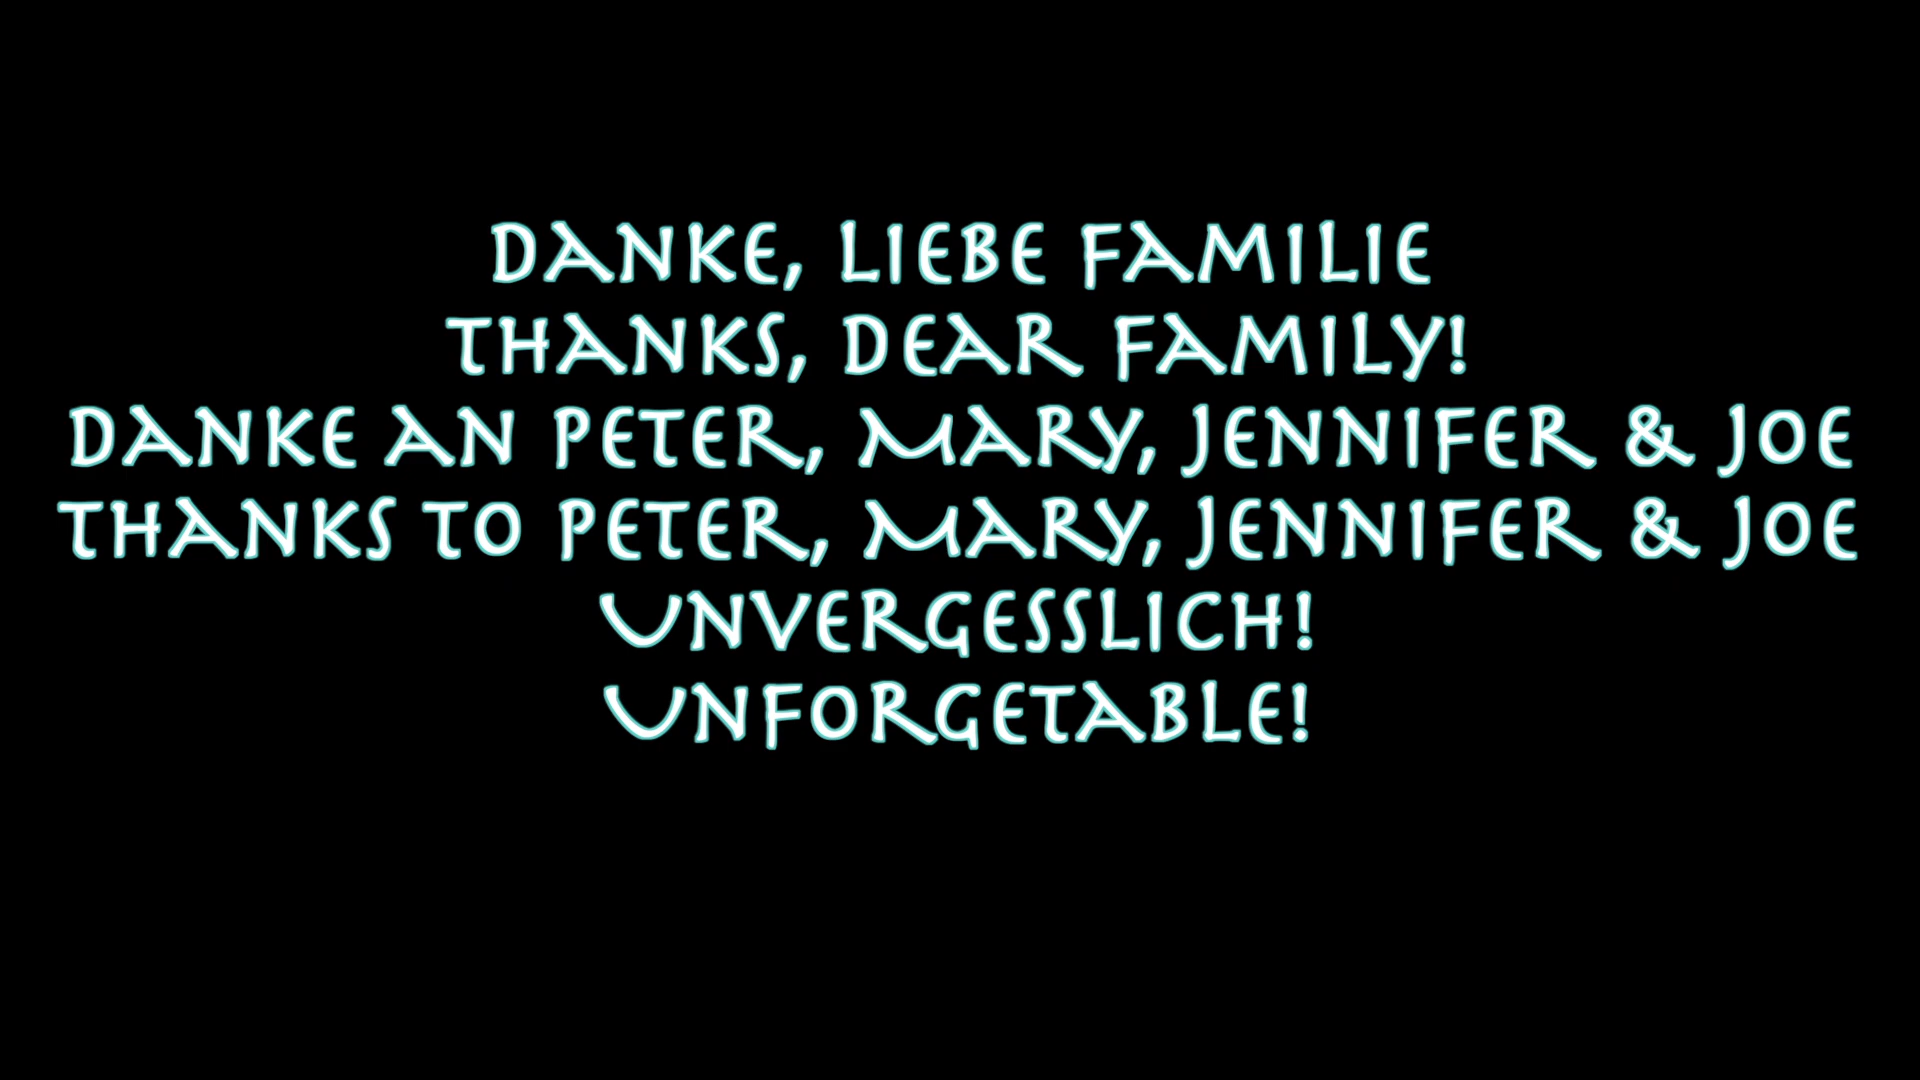 Danke, liebe Familie
Thanks, dear Family!
Danke an Peter, Mary, Jennifer & Joe
Thanks to Peter, Mary, Jennifer & Joe
Unvergesslich!
Unforgetable!